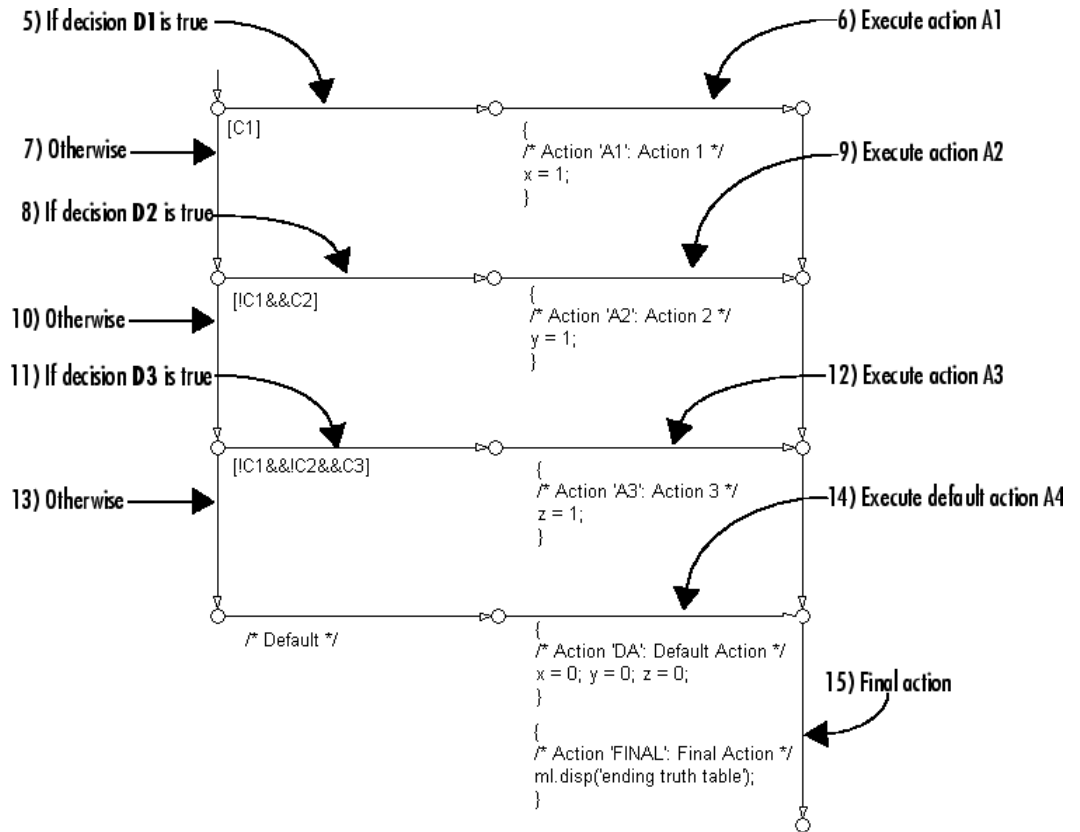 5) If decision D1 is true
6) Execute action A1
[C1]
{
/* Action 'A1': Action 1 */
x = 1;
}
7) Otherwise
9) Execute action A2
8) If decision D2 is true
[!C1&&C2]
{
/* Action 'A2': Action 2 */
y = 1;
}
10) Otherwise
11) If decision D3 is true
12) Execute action A3
[!C1&&!C2&&C3]
{
/* Action 'A3': Action 3 */
z = 1;
}
13) Otherwise
14) Execute default action A4
/* Default */
{
/* Action 'DA': Default Action */
x = 0; y = 0; z = 0;
}
15) Final action
{
/* Action 'FINAL': Final Action */
ml.disp('ending truth table');
}